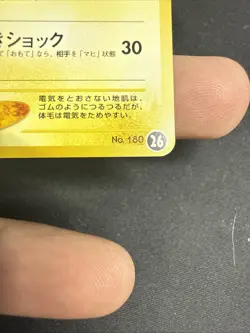 ショック
て「おもて」なら、相手を「マヒ」状態
30
電気をとおさない地肌は、
ゴムのようにつるつるだが、
体毛は電気をためやすい。
No. 180 26